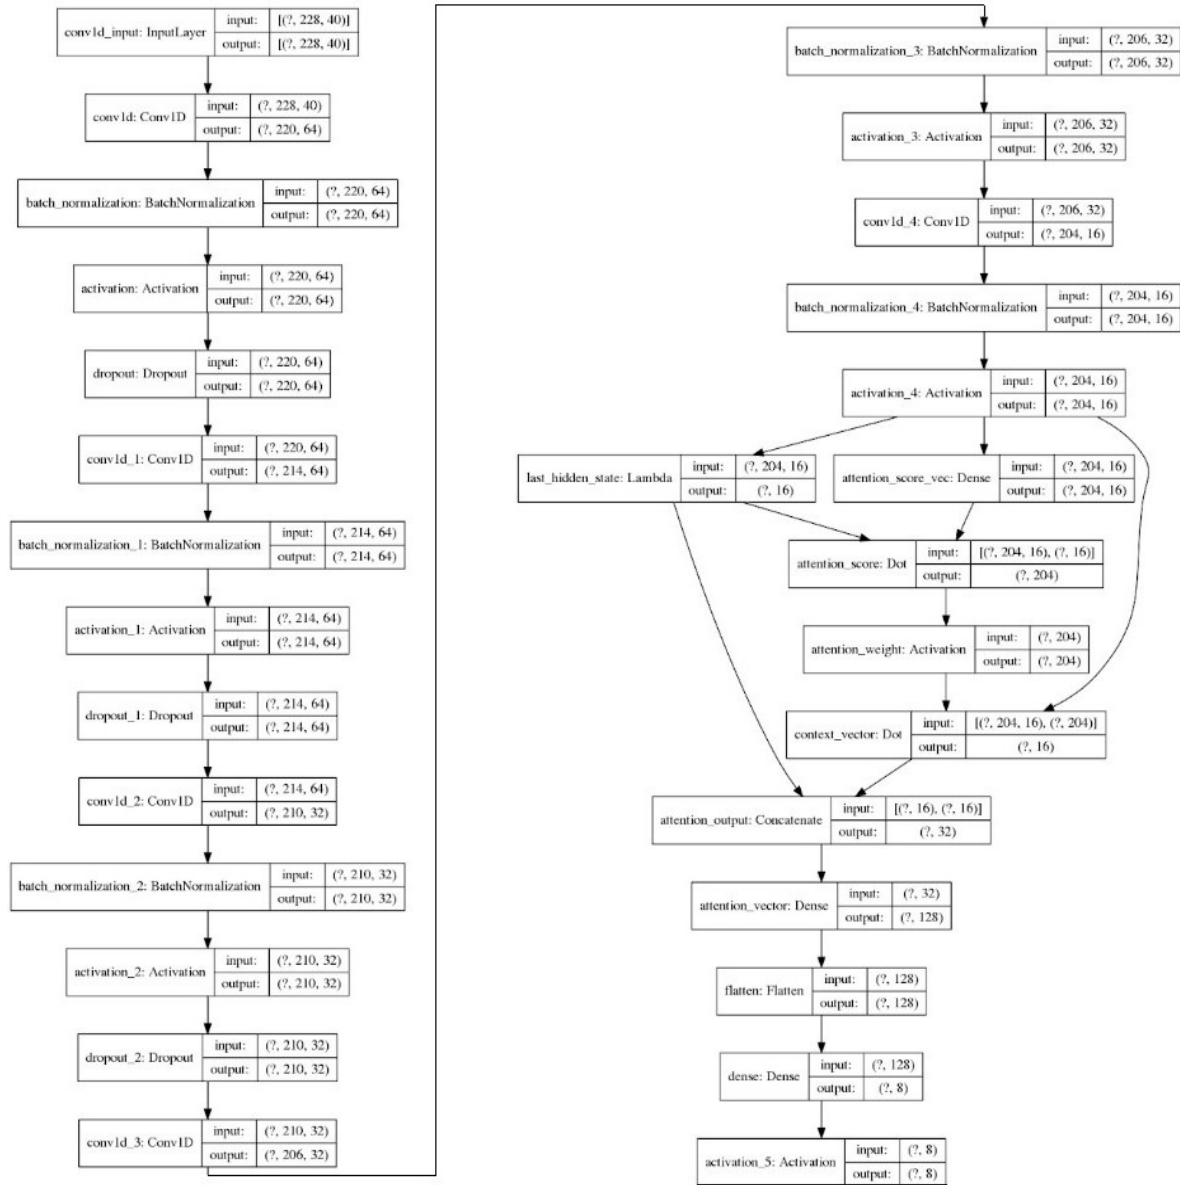 conv1d_input: InputLayer input: [(?, 228, 40)]
output: [(?, 228, 40)]
conv1d: Conv1D input: (?, 228, 40)
output: (?, 220, 64)
batch_normalization: BatchNormalization input: (?, 220, 64)
output: (?, 220, 64)
activation: Activation input: (?, 220, 64)
output: (?, 220, 64)
dropout: Dropout input: (?, 220, 64)
output: (?, 220, 64)
conv1d_1: Conv1D input: (?, 220, 64)
output: (?, 214, 64)
batch_normalization_1: BatchNormalization input: (?, 214, 64)
output: (?, 214, 64)
activation_1: Activation input: (?, 214, 64)
output: (?, 214, 64)
dropout_1: Dropout input: (?, 214, 64)
output: (?, 214, 64)
conv1d_2: Conv1D input: (?, 214, 64)
output: (?, 210, 32)
batch_normalization_2: BatchNormalization input: (?, 210, 32)
output: (?, 210, 32)
activation_2: Activation input: (?, 210, 32)
output: (?, 210, 32)
dropout_2: Dropout input: (?, 210, 32)
output: (?, 210, 32)
conv1d_3: Conv1D input: (?, 210, 32)
output: (?, 206, 32)
batch_normalization_3: BatchNormalization input: (?, 206, 32)
output: (?, 206, 32)
activation_3: Activation input: (?, 206, 32)
output: (?, 206, 32)
conv1d_4: Conv1D input: (?, 206, 32)
output: (?, 204, 16)
batch_normalization_4: BatchNormalization input: (?, 204, 16)
output: (?, 204, 16)
activation_4: Activation input: (?, 204, 16)
output: (?, 204, 16)
last_hidden_state: Lambda input: (?, 204, 16)
output: (?, 16)
attention_score_vec: Dense input: (?, 204, 16)
output: (?, 204, 16)
attention_score: Dot input: [(?, 204, 16), (?, 16)]
output: (?, 204)
attention_weight: Activation input: (?, 204)
output: (?, 204)
context_vector: Dot input: [(?, 204, 16), (?, 204)]
output: (?, 16)
attention_output: Concatenate input: [(?, 16), (?, 16)]
output: (?, 32)
attention_vector: Dense input: (?, 32)
output: (?, 128)
flatten: Flatten input: (?, 128)
output: (?, 128)
dense: Dense input: (?, 128)
output: (?, 8)
activation_5: Activation input: (?, 8)
output: (?, 8)